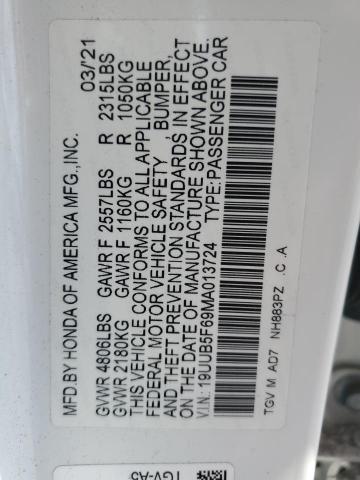 MFD.BY HONDA OF AMERICA MFG.,INC. 03/'21
GVWR 4806LBS GAWR F 2557LBS R 2315LBS
GVWR 2180KG GAWR F 1160KG R 1050KG
THIS VEHICLE CONFORMS TO ALL APPLICABLE
FEDERAL MOTOR VEHICLE SAFETY , BUMPER,
AND THEFT PREVENTION STANDARDS IN EFFECT
ON THE DATE OF MANUFACTURE SHOWN ABOVE.
V.I.N.: 19UUB5F69MA013724 TYPE: PASSENGER CAR
TGV M AD7 NH883PZ .C .A
TGV-A5